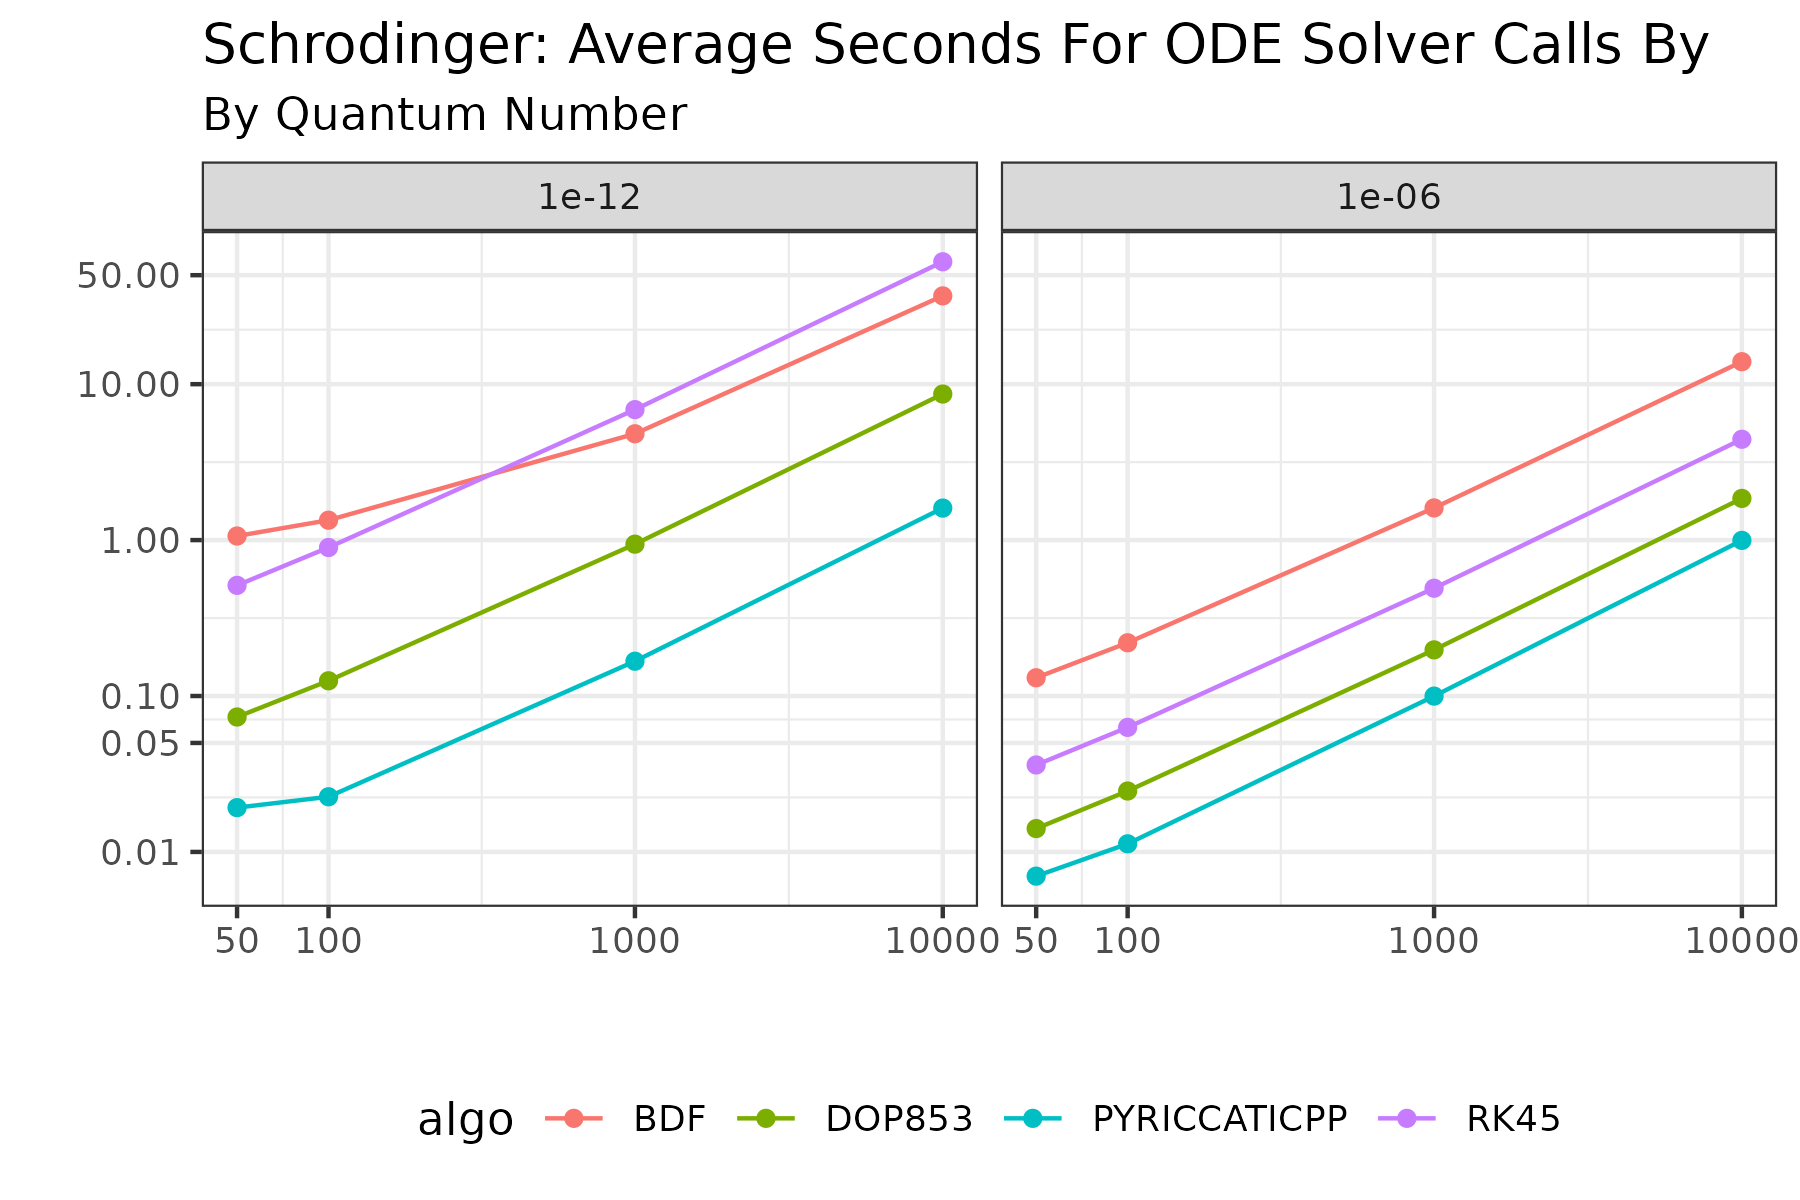 Schrodinger: Average Seconds For ODE Solver Calls By
By Quantum Number
1e-12
1e-06
50.00
10.00
1.00
0.10
0.05
0.01
50 100 1000 10000
50 100 1000 10000
algo BDF DOP853 PYRICCATICPP RK45